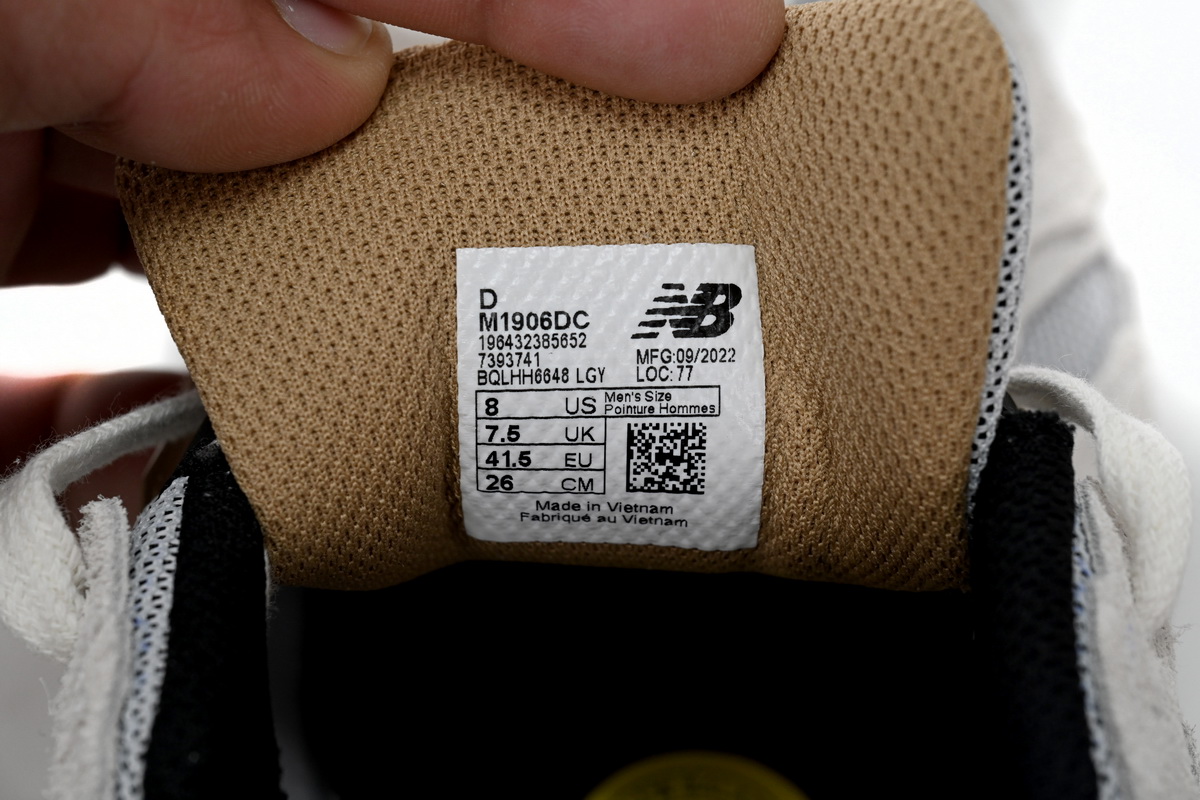 D
M1906DC
196432385652
7393741
BQLHH6648 LGY
NB
MFG:09/2022
LOC:77
8 US Men's Size
Pointure Hommes
7.5 UK
41.5 EU
26 CM
Made in Vietnam
Fabriqué au Vietnam